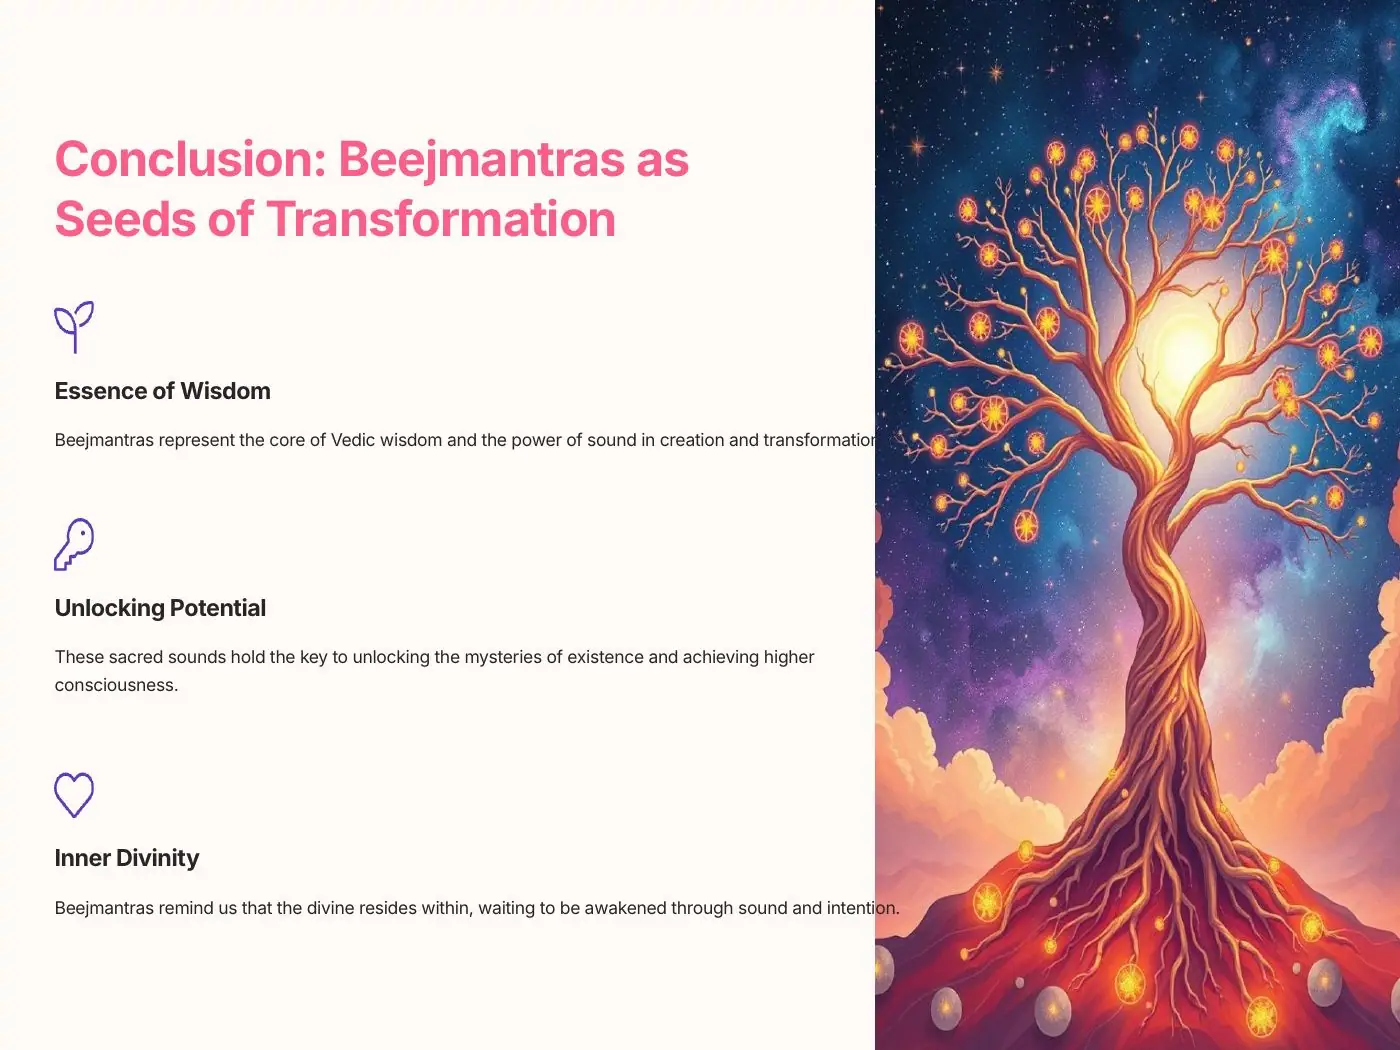 Conclusion: Beejmantras as
Seeds of Transformation
Essence of Wisdom
Beejmantras represent the core of Vedic wisdom and the power of sound in creation and transformation
Unlocking Potential
These sacred sounds hold the key to unlocking the mysteries of existence and achieving higher
consciousness.
Inner Divinity
Beejmantras remind us that the divine resides within, waiting to be awakened through sound and intention.